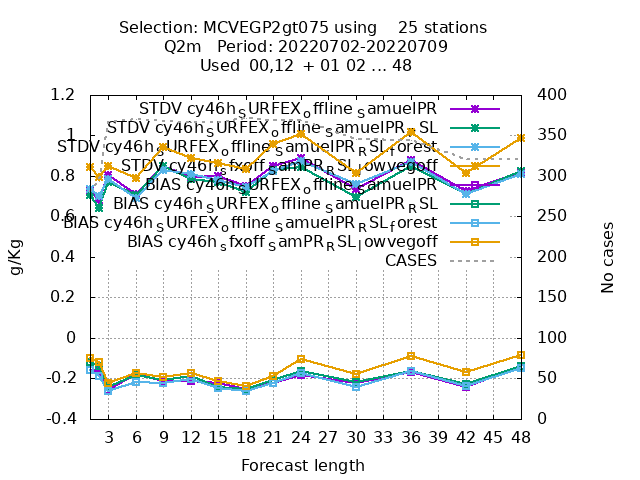 Selection: MCVEGP2gt075 using 25 stations
Q2m Period: 20220702-20220709
Used 00,12 + 01 02 ... 48
STDV cy46h_SURFEX_offline_SamuelPR
STDV cy46h_SURFEX_offline_SamuelPR_RSL
STDV cy46h_SURFEX_offline_SamuelPR_RSL_forest
STDV cy46h_sfxoff_SamPR_RSL_lowvegoff
BIAS cy46h_SURFEX_offline_SamuelPR
BIAS cy46h_SURFEX_offline_SamuelPR_RSL
BIAS cy46h_SURFEX_offline_SamuelPR_RSL_forest
BIAS cy46h_sfxoff_SamPR_RSL_lowvegoff
CASES
1.2
1
0.8
0.6
0.4
0.2
0
-0.2
-0.4
g/Kg
400
350
300
250
200
150
100
50
0
No cases
3 6 9 12 15 18 21 24 27 30 33 36 39 42 45 48
Forecast length